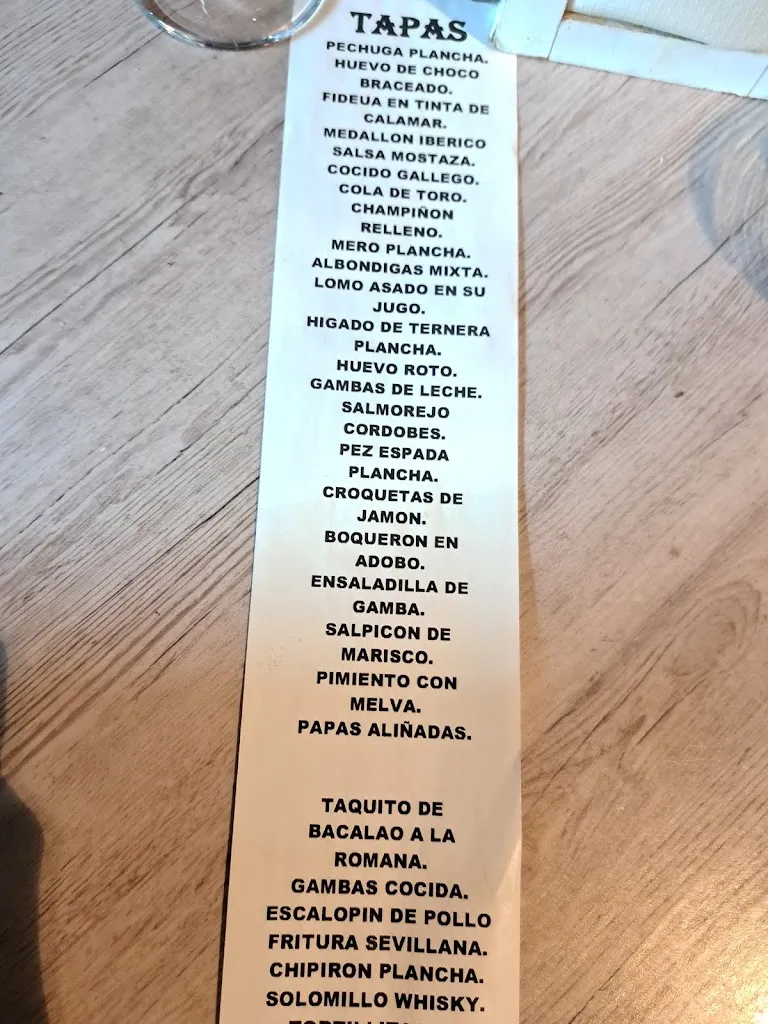 TAPAS
PECHUGA PLANCHA.
HUEVO DE CHOCO
BRACEADO.
FIDEUA EN TINTA DE
CALAMAR.
MEDALLON IBERICO
SALSA MOSTAZA.
COCIDO GALLEGO.
COLA DE TORO.
CHAMPIÑON
RELLENO.
MERO PLANCHA.
ALBONDIGAS MIXTA.
LOMO ASADO EN SU
JUGO.
HIGADO DE TERNERA
PLANCHA.
HUEVO ROTO.
GAMBAS DE LECHE.
SALMOREJO
CORDOBES.
PEZ ESPADA
PLANCHA.
CROQUETAS DE
JAMON.
BOQUERON EN
ADOBO.
ENSALADILLA DE
GAMBA.
SALPICON DE
MARISCO.
PIMIENTO CON
MELVA.
PAPAS ALIÑADAS.
TAQUITO DE
BACALAO A LA
ROMANA.
GAMBAS COCIDA.
ESCALOPIN DE POLLO
FRITURA SEVILLANA.
CHIPIRON PLANCHA.
SOLOMILLO WHISKY.